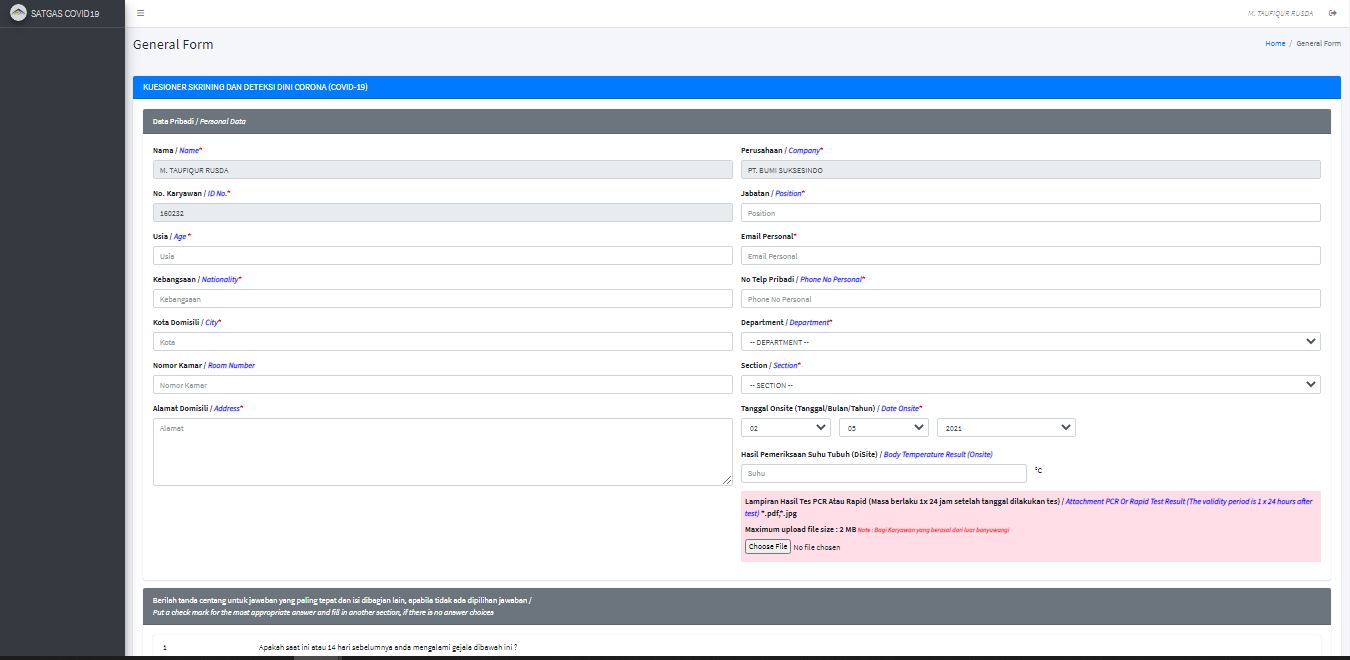 SATGAS COVID19
M. TAUFIQUR RUSDA
General Form
Home / General Form
KUESIONER SKRINING DAN DETEKSI DINI CORONA (COVID-19)
Data Pribadi / Personal Data
Nama / Name*
Perusahaan / Company*
M. TAUFIQUR RUSDA
PT. BUMI SUKSESINDO
No. Karyawan / ID No.*
Jabatan / Position*
160232
Position
Usia / Age *
Email Personal*
Usia
Email Personal
Kebangsaan / Nationality*
No Telp Pribadi / Phone No Personal*
Kebangsaan
Phone No Personal
Kota Domisili / City*
Department / Department*
Kota
-- DEPARTMENT --
Nomor Kamar / Room Number
Section / Section*
Nomor Kamar
-- SECTION --
Alamat Domisili / Address*
Tanggal Onsite (Tanggal/Bulan/Tahun) / Date Onsite*
Alamat
02 05 2021
Hasil Pemeriksaan Suhu Tubuh (DiSite) / Body Temperature Result (Onsite)
Suhu °C
Lampiran Hasil Tes PCR Atau Rapid (Masa berlaku 1x 24 jam setelah tanggal dilakukan tes) / Attachment PCR Or Rapid Test Result (The validity period is 1 x 24 hours after
test) *.pdf,*.jpg
Maximum upload file size : 2 MB Note : Bagi Karyawan yang berasal dari luar banyuwangi
Choose File No file chosen
Berilah tanda centang untuk jawaban yang paling tepat dan isi dibagian lain, apabila tidak ada dipilihan jawaban /
Put a check mark for the most appropriate answer and fill in another section, if there is no answer choices
1 Apakah saat ini atau 14 hari sebelumnya anda mengalami gejala dibawah ini ?